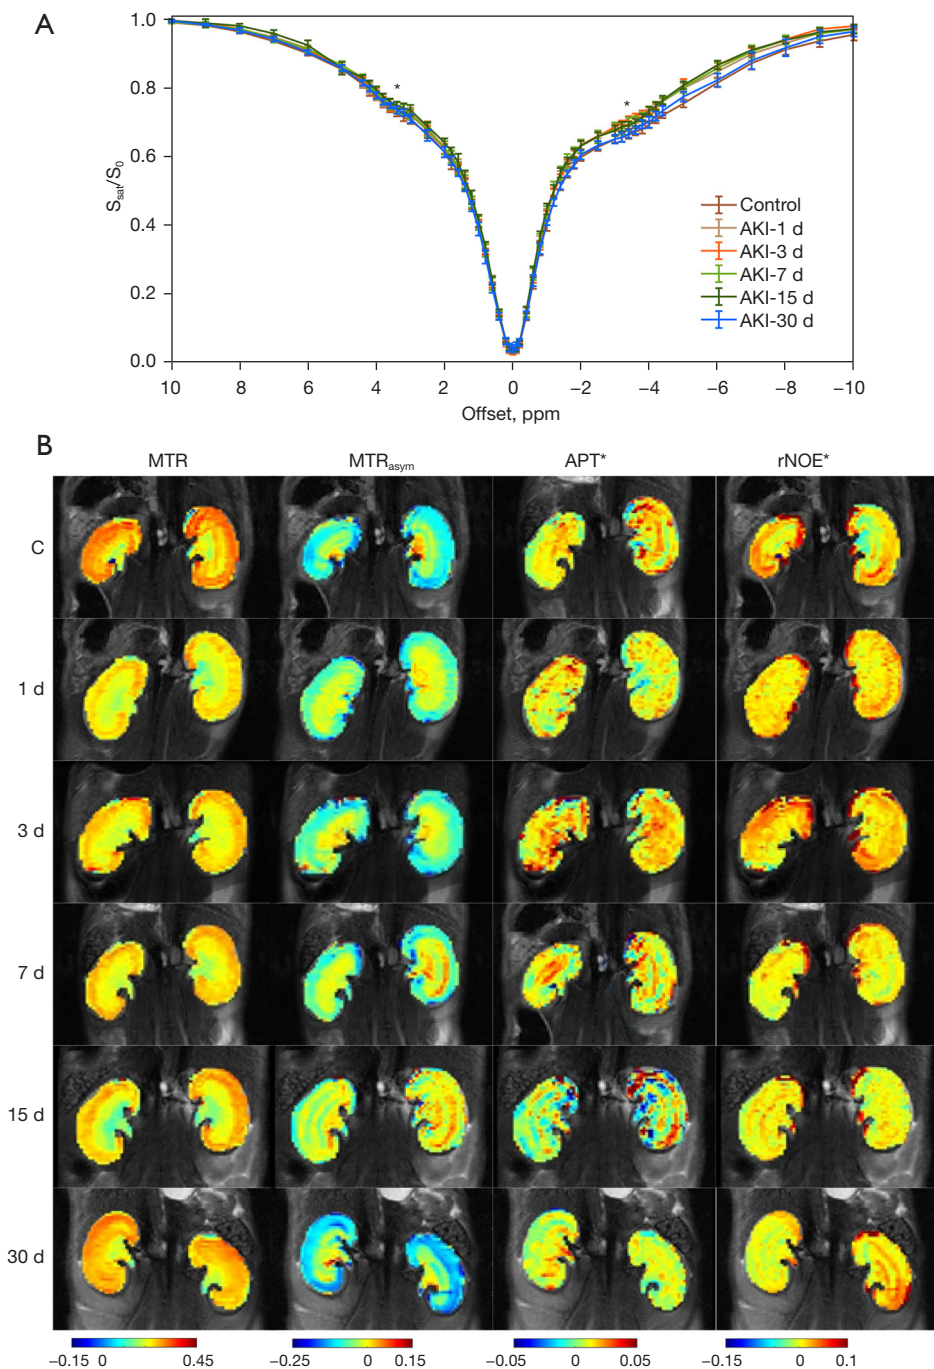 A
1.0
0.8
0.6
0.4
0.2
0.0
Ssat/S0
*
*
Control
AKI-1 d
AKI-3 d
AKI-7 d
AKI-15 d
AKI-30 d
10 8 6 4 2 0 −2 −4 −6 −8 −10
Offset, ppm
B
MTR MTRasym APT* rNOE*
C
1 d
3 d
7 d
15 d
30 d
−0.15 0 0.45 −0.25 0 0.15 −0.05 0 0.05 −0.15 0 0.1